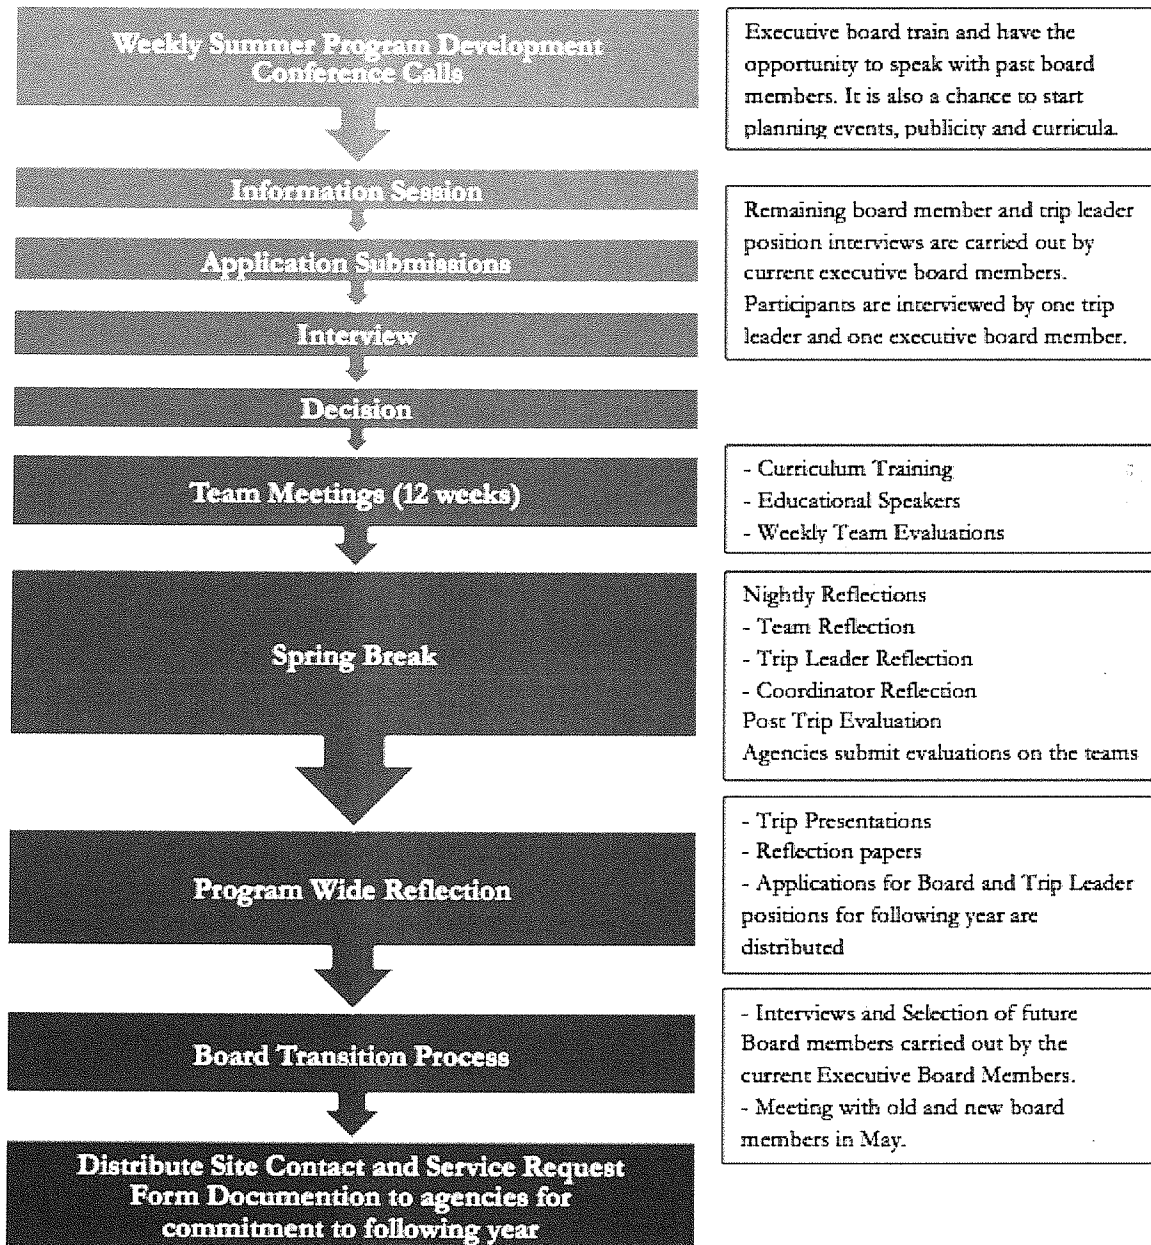 Weekly Summer Program Development
Conference Calls
Executive board train and have the
opportunity to speak with past board
members. It is also a chance to start
planning events, publicity and curricula.
Information Session
Application Submissions
Interview
Remaining board member and trip leader
position interviews are carried out by
current executive board members.
Participants are interviewed by one trip
leader and one executive board member.
Decision
Team Meetings (12 weeks)
- Curriculum Training
- Educational Speakers
- Weekly Team Evaluations
Spring Break
Nightly Reflections
- Team Reflection
- Trip Leader Reflection
- Coordinator Reflection
Post Trip Evaluation
Agencies submit evaluations on the teams
Program Wide Reflection
- Trip Presentations
- Reflection papers
- Applications for Board and Trip Leader
positions for following year are
distributed
Board Transition Process
- Interviews and Selection of future
Board members carried out by the
current Executive Board Members.
- Meeting with old and new board
members in May.
Distribute Site Contact and Service Request
Form Documention to agencies for
commitment to following year